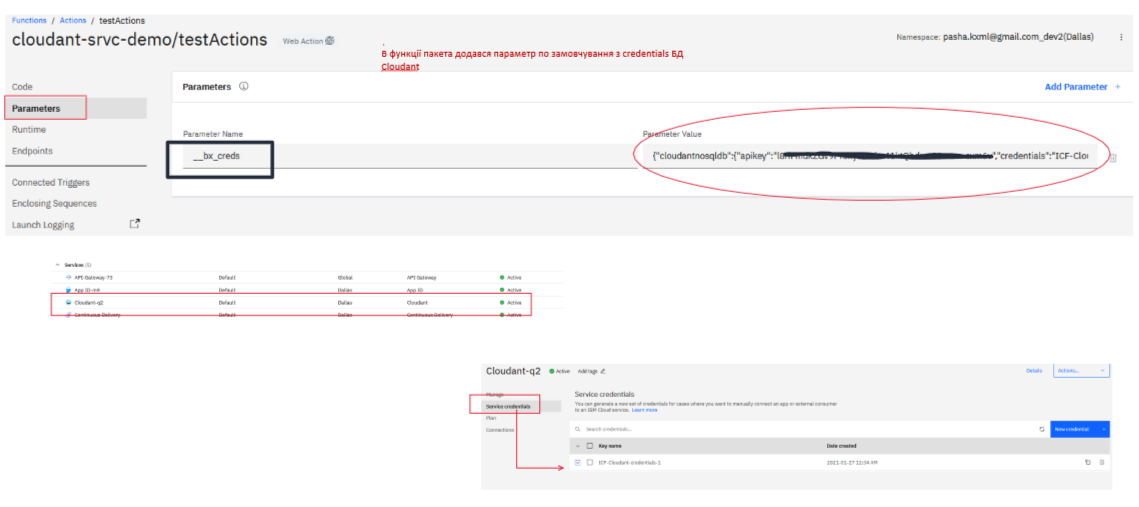 Functions / Actions / testActions
cloudant-srvc-demo/testActions Web Action
В функції пакета додався параметр по замовчування з credentials БД
Cloudant
Namespace: pasha.kxml@gmail.com_dev2(Dallas)
Code
Parameters
Runtime
Endpoints
Connected Triggers
Enclosing Sequences
Launch Logging
Parameters
Add Parameter +
Parameter Name Parameter Value
__bx_creds {"cloudantnosqldb":{"apikey":" ","credentials":"ICF-Clou
Services (5)
API Gateway-73 Default Global API Gateway Active
App ID-m9 Default Dallas App ID Active
Cloudant-q2 Default Dallas Cloudant Active
Continuous Delivery Default Dallas Continuous Delivery Active
Cloudant-q2 Active Add tags Details Actions...
Manage
Service credentials
Plan
Connections
Service credentials
You can generate a new set of credentials for cases where you want to manually connect an app or external consumer
to an IBM Cloud service. Learn more
Search credentials...
New credential +
Key name Date created
ICF-Cloudant-credentials-2 2021-01-27 12:54 AM